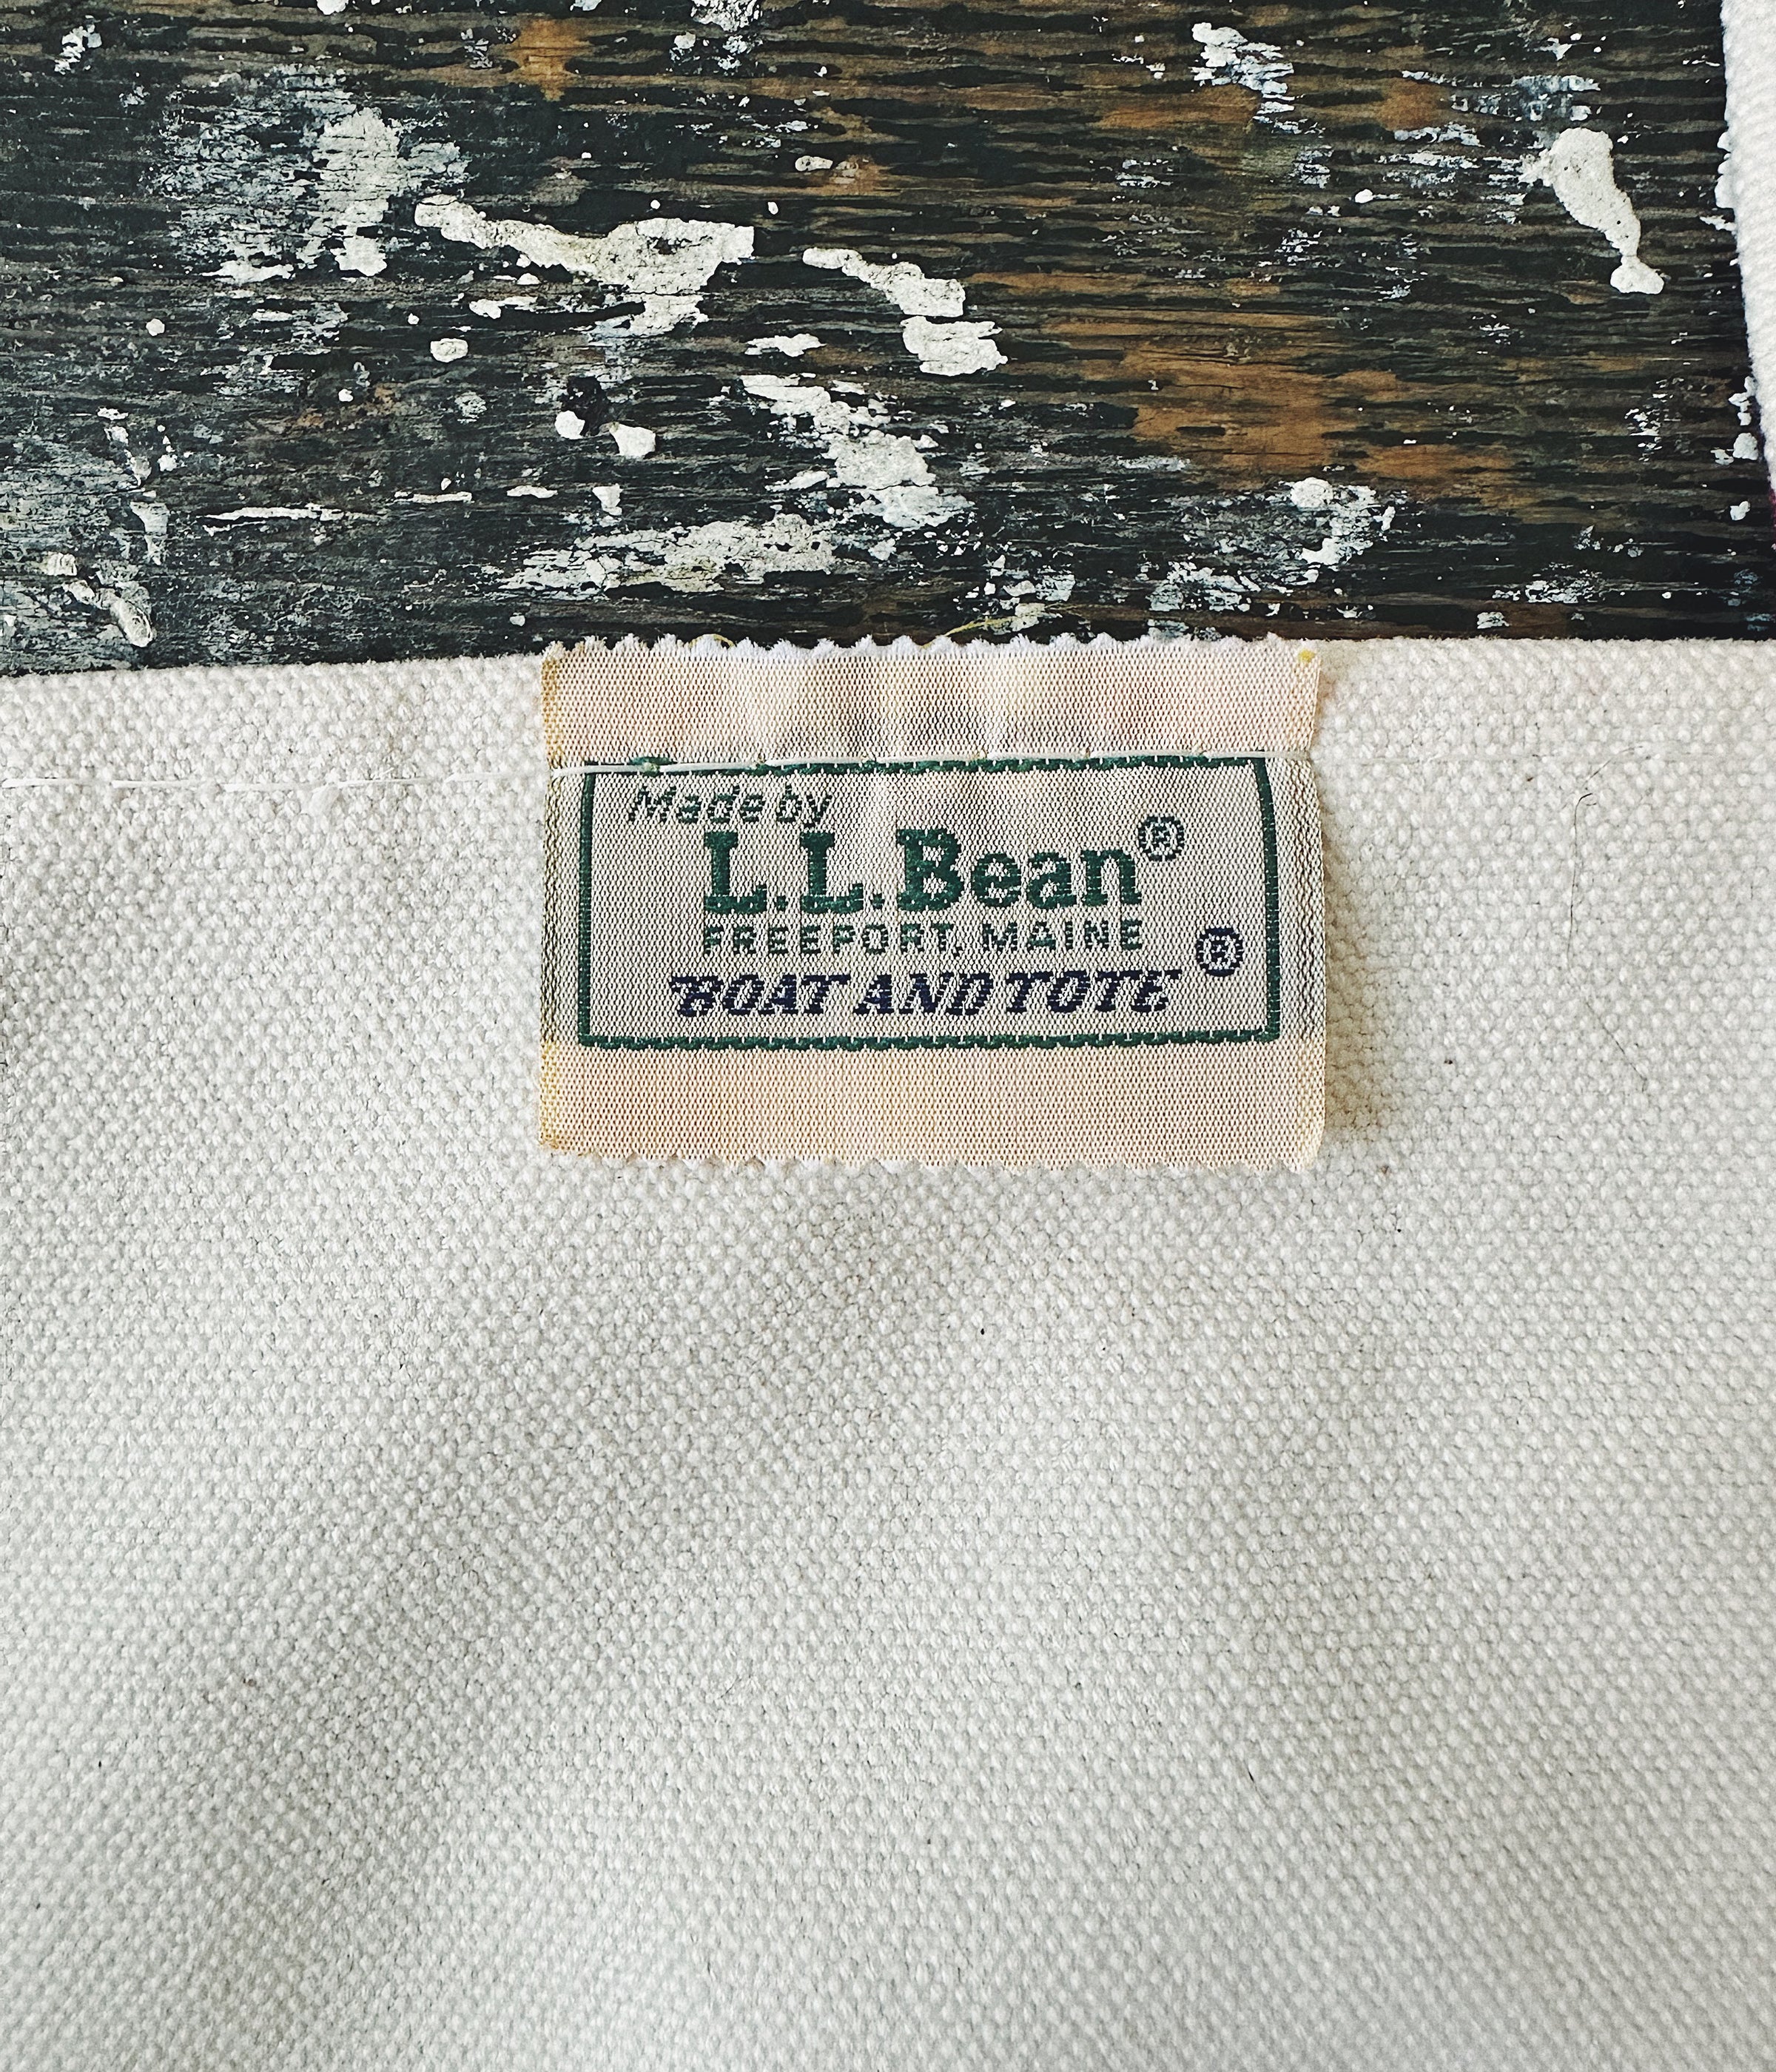 Made by
L.L.Bean®
FREEPORT, MAINE
BOAT AND TOTE ®